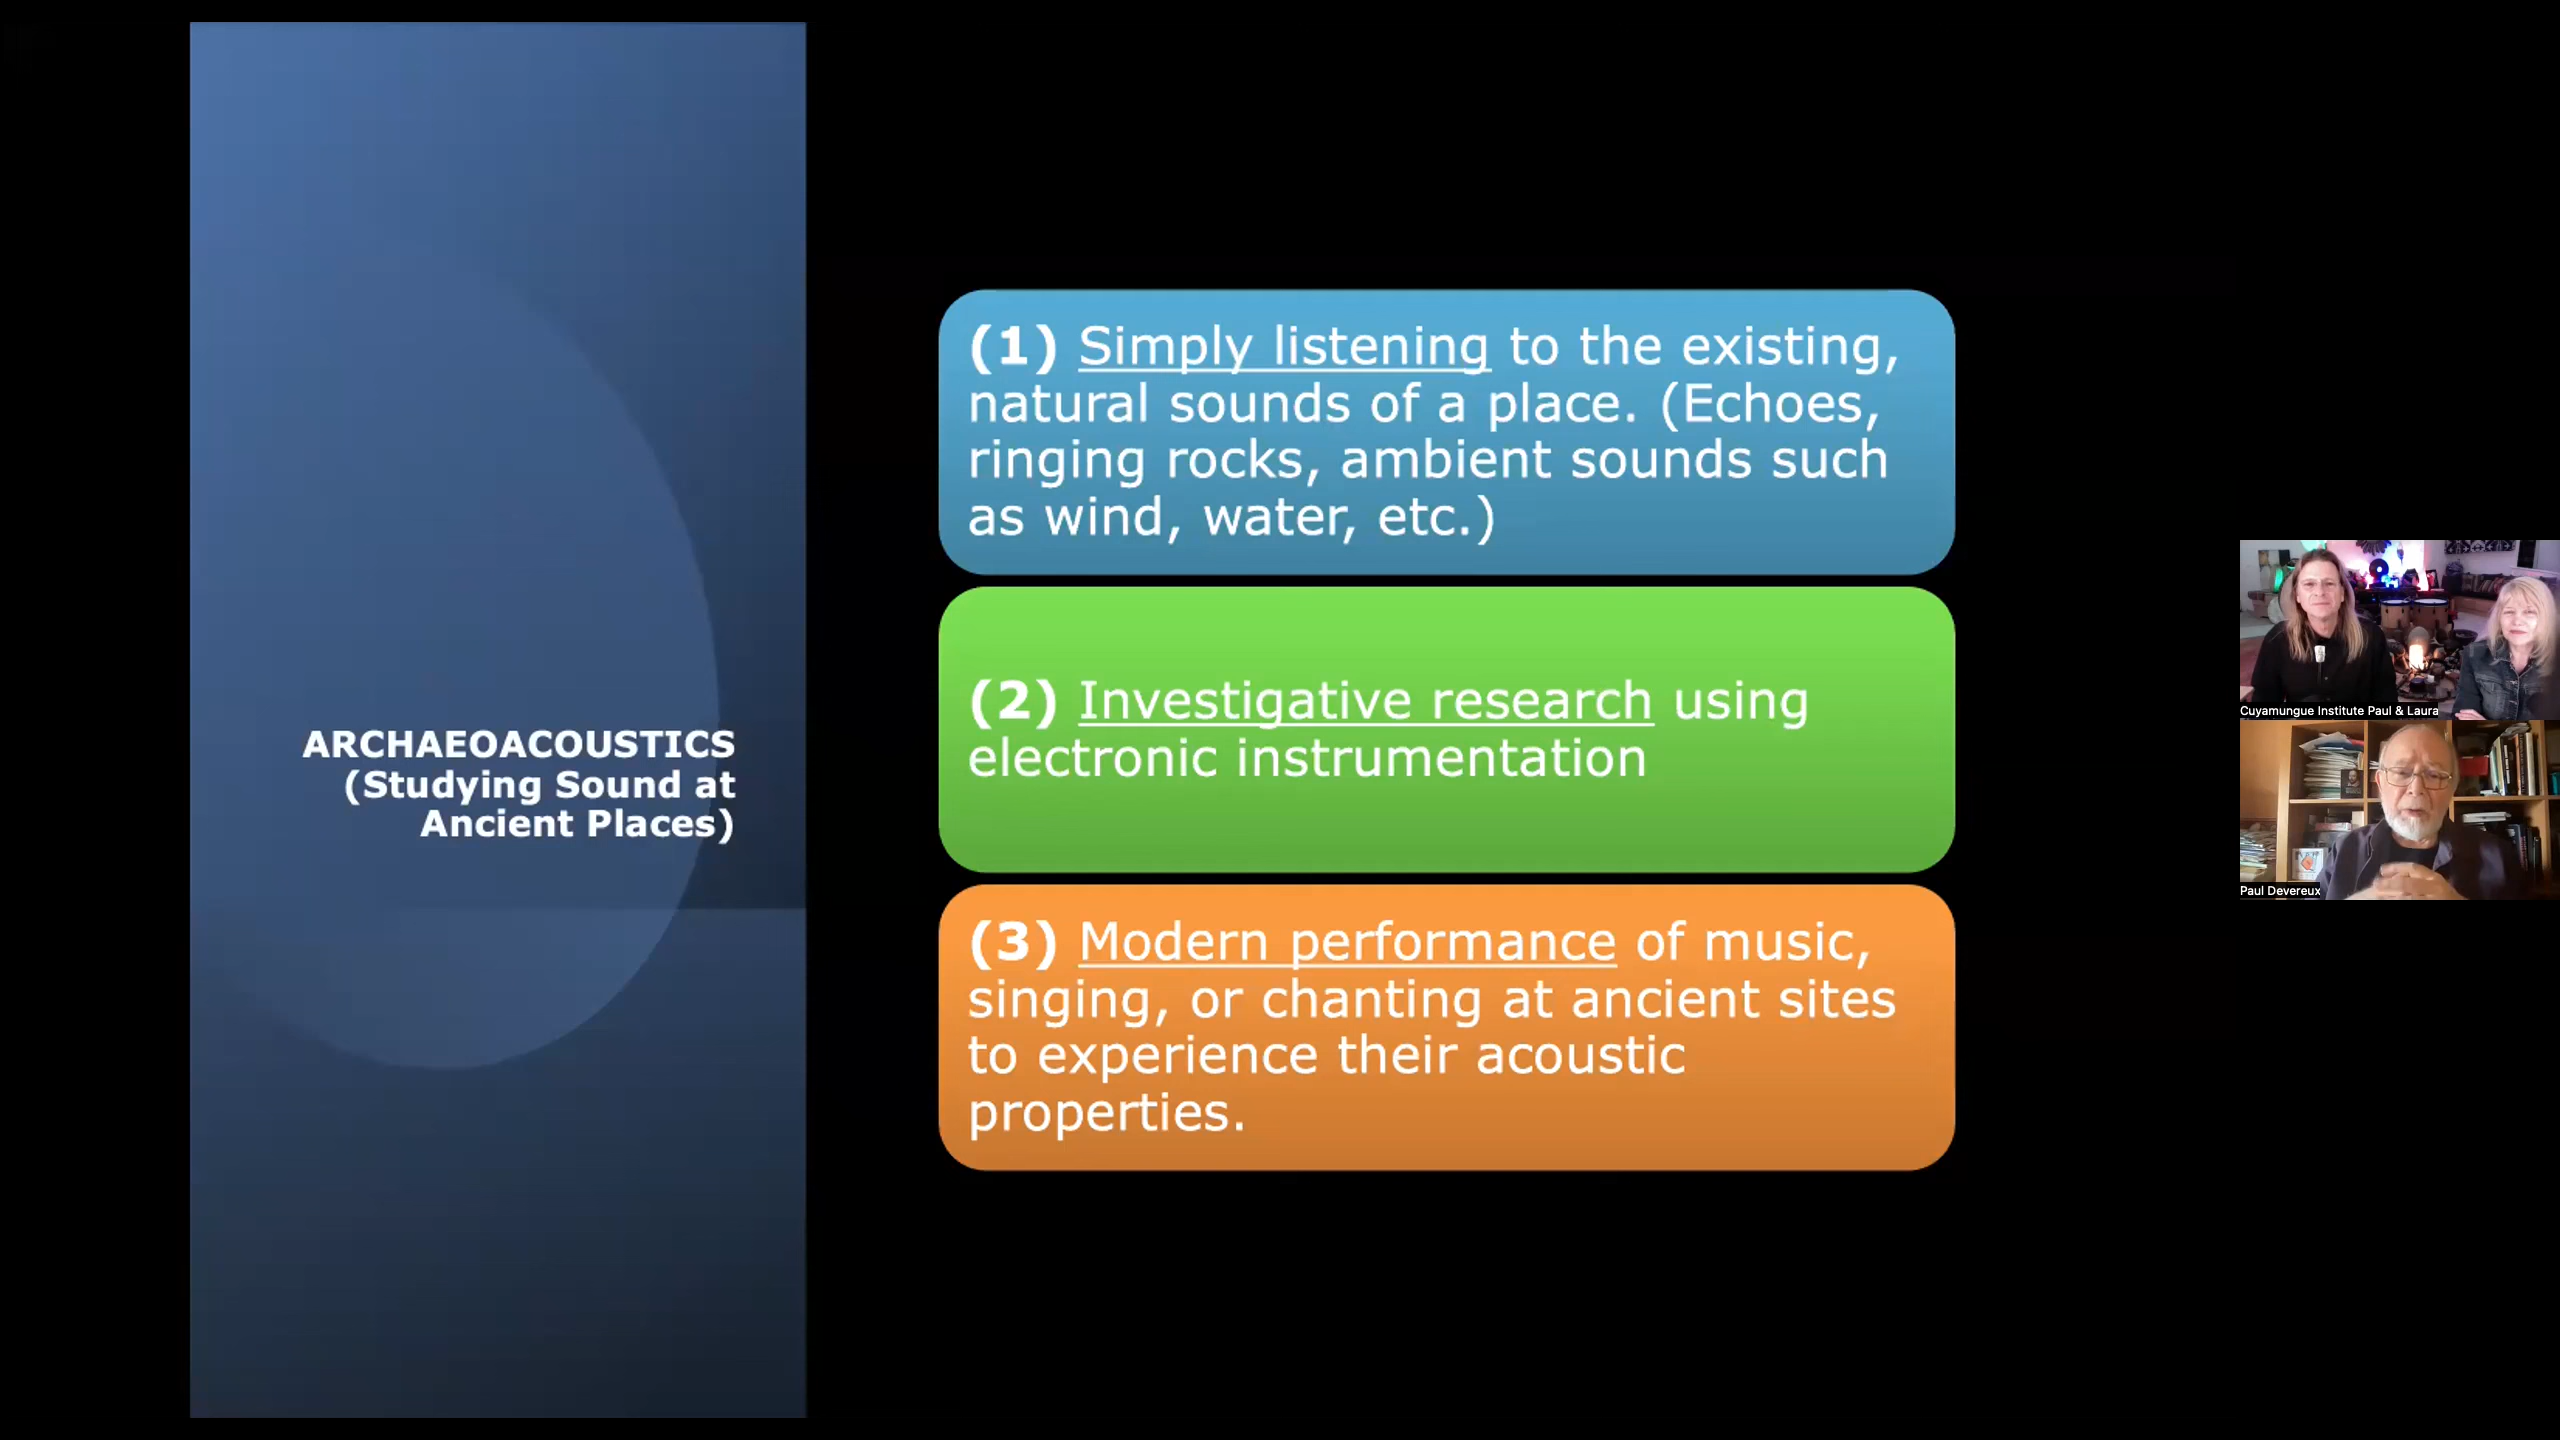 ARCHAEOACOUSTICS
(Studying Sound at
Ancient Places)
(1) Simply listening to the existing,
natural sounds of a place. (Echoes,
ringing rocks, ambient sounds such
as wind, water, etc.)
(2) Investigative research using
electronic instrumentation
(3) Modern performance of music,
singing, or chanting at ancient sites
to experience their acoustic
properties.
Cuyamungue Institute Paul & Laura
Paul Devereux